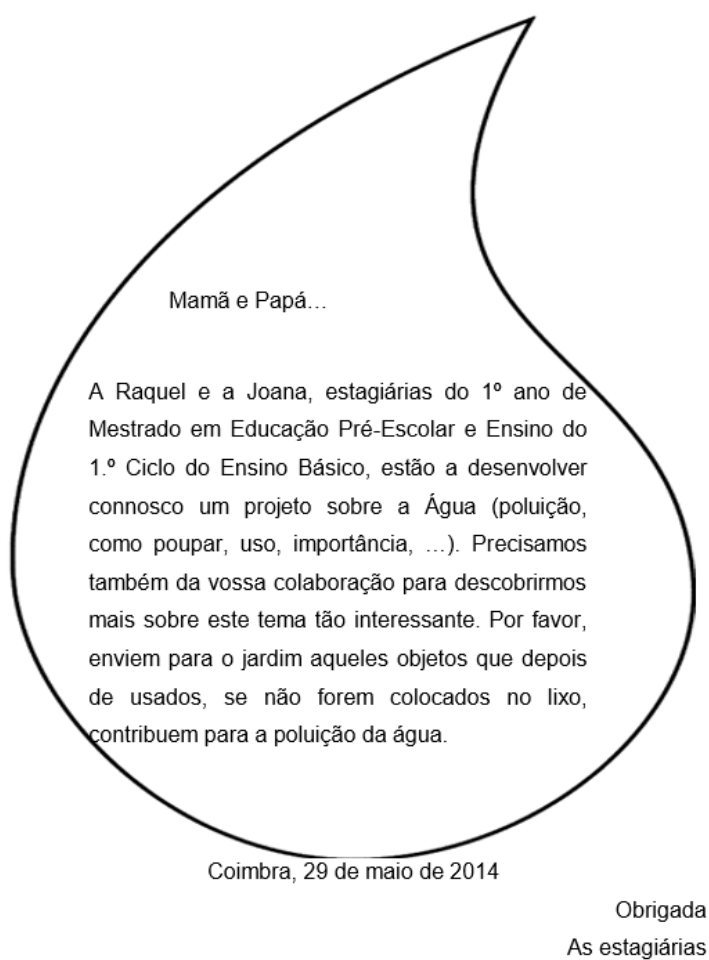 Mamã e Papá…
A Raquel e a Joana, estagiárias do 1º ano de
Mestrado em Educação Pré-Escolar e Ensino do
1.º Ciclo do Ensino Básico, estão a desenvolver
connosco um projeto sobre a Água (poluição,
como poupar, uso, importância, …). Precisamos
também da vossa colaboração para descobrirmos
mais sobre este tema tão interessante. Por favor,
enviem para o jardim aqueles objetos que depois
de usados, se não forem colocados no lixo,
contribuem para a poluição da água.
Coimbra, 29 de maio de 2014
Obrigada
As estagiárias